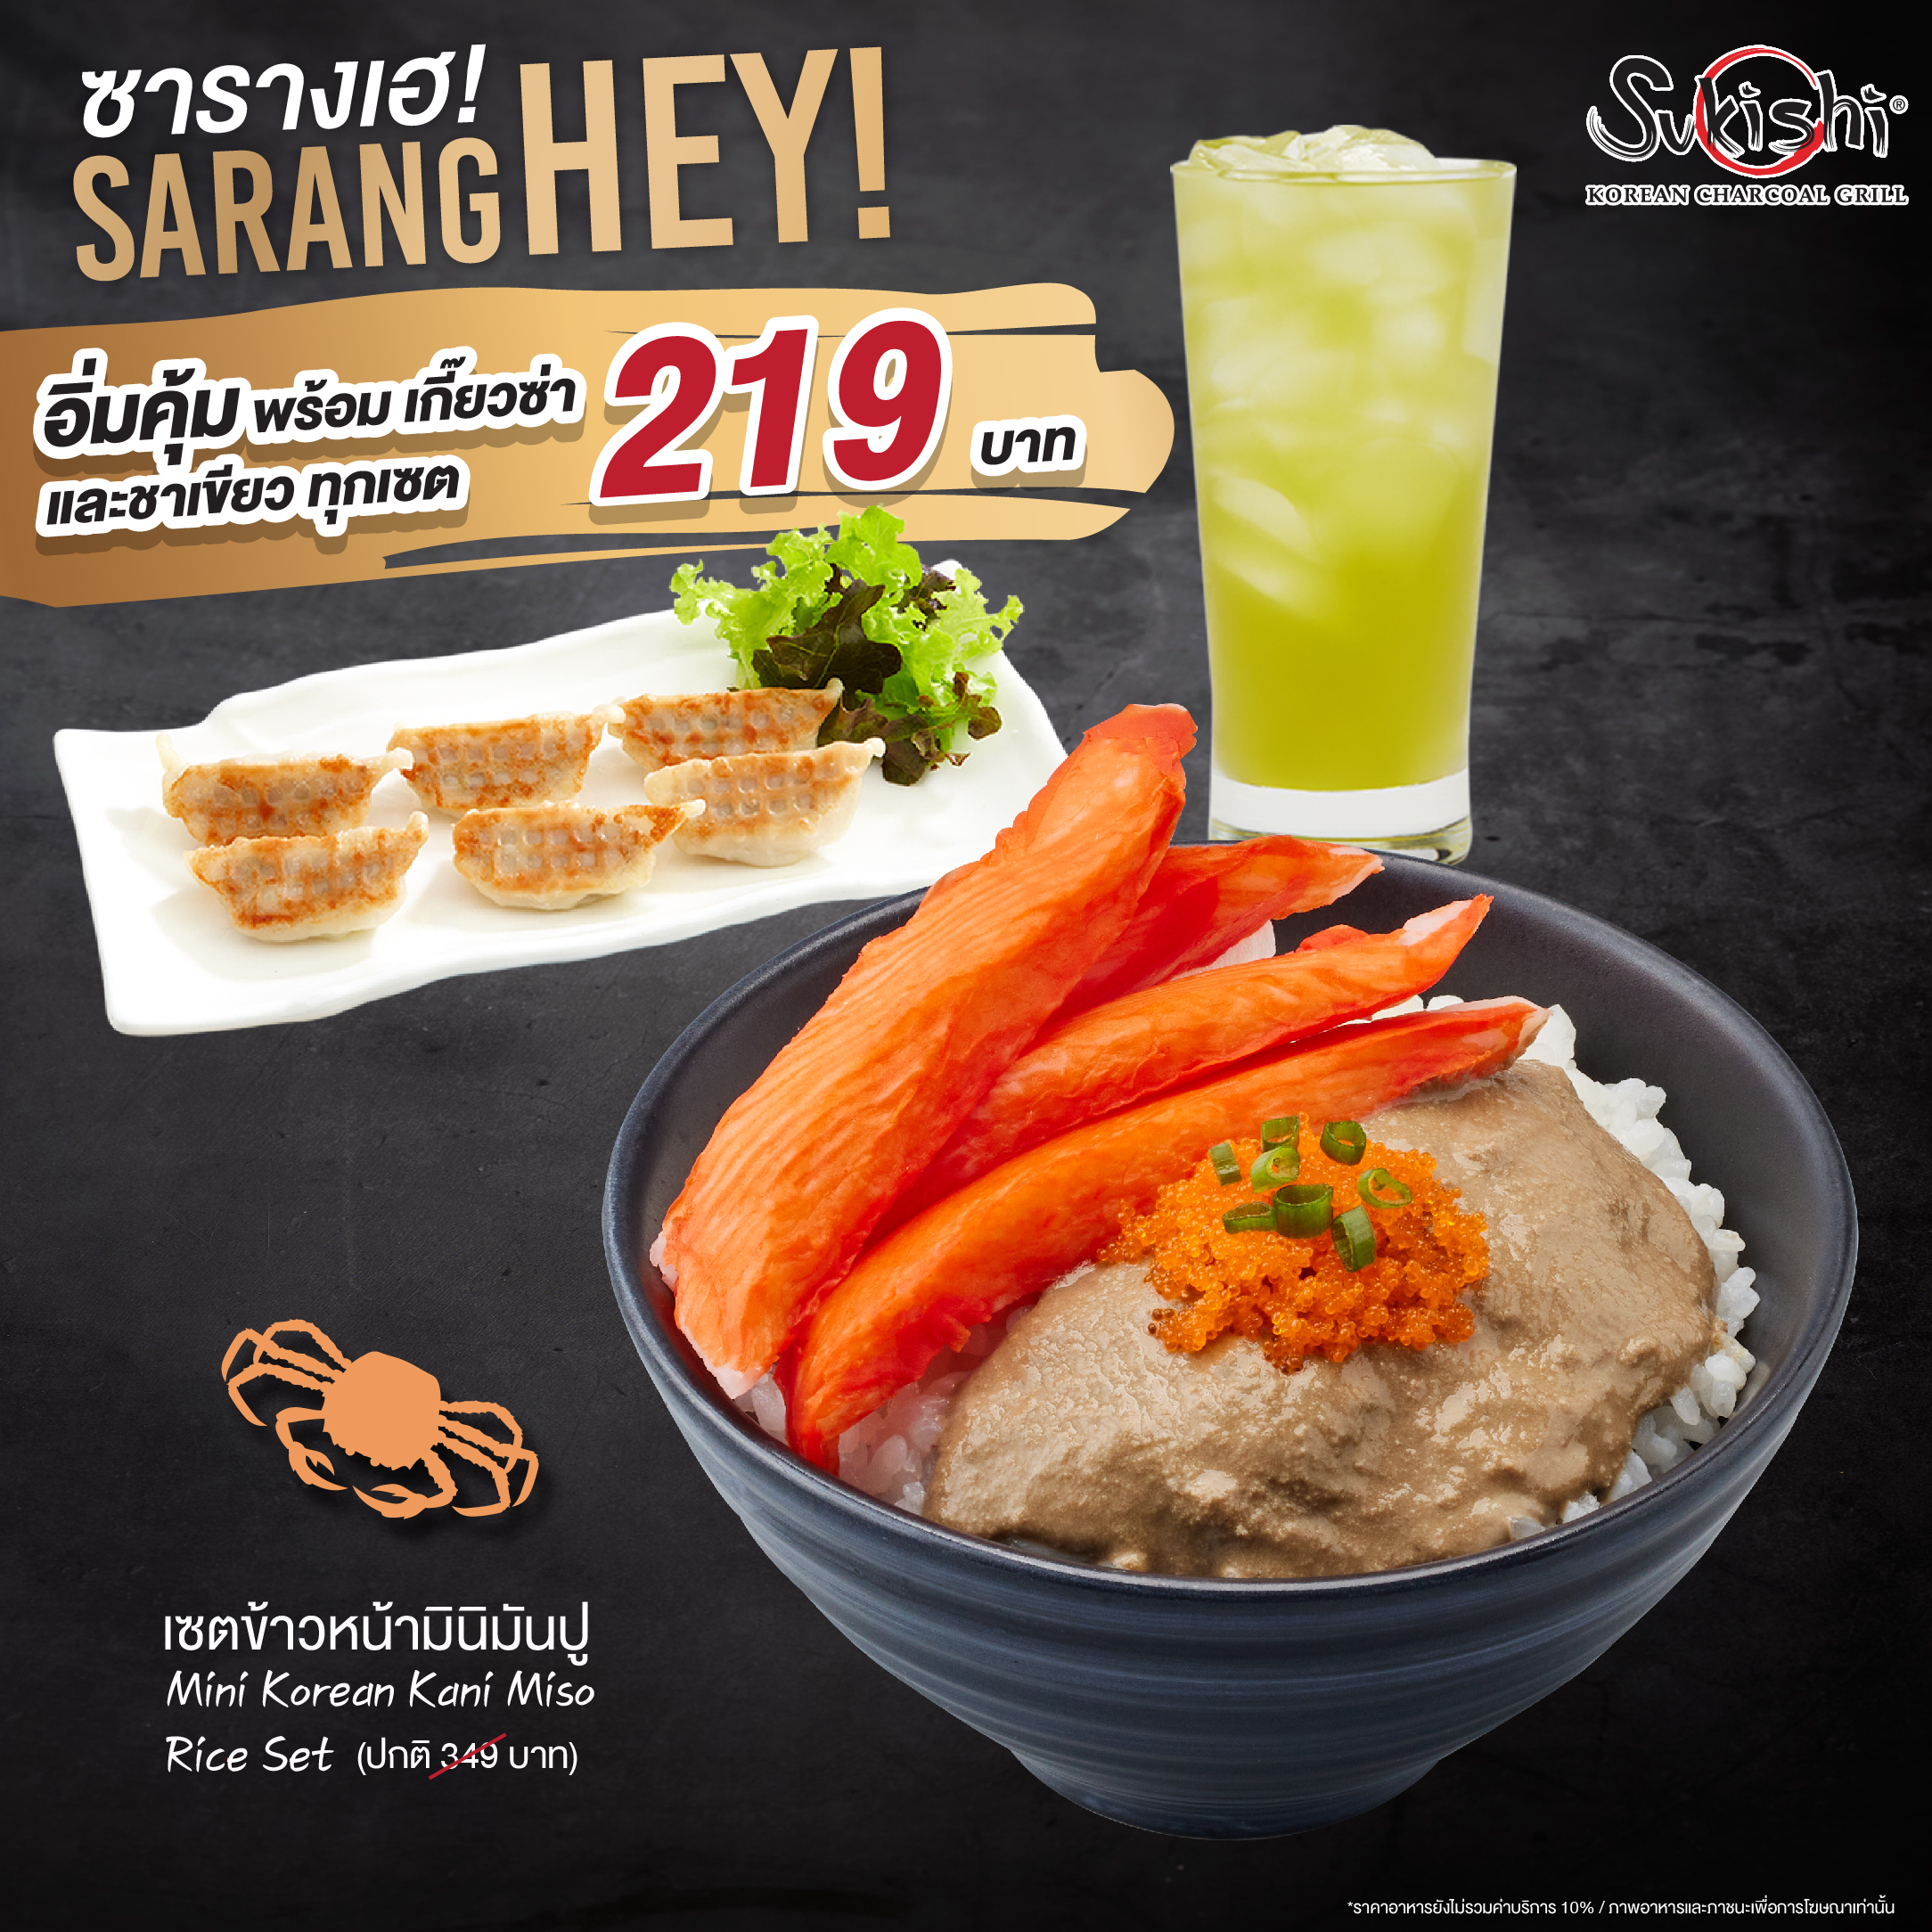 ซารางเฮ!
SARANGHEY!
Sukishi®
KOREAN CHARCOAL GRILL
อิ่มคุ้ม พร้อม เกี๊ยวซ่า
และชาเขียว ทุกเซต
219 บาท
เซตข้าวหน้ามินิมันปู
Mini Korean Kani Miso
Rice Set (ปกติ 349 บาท)
*ราคาอาหารยังไม่รวมค่าบริการ 10% / ภาพอาหารและภาชนะเพื่อการโฆษณาเท่านั้น